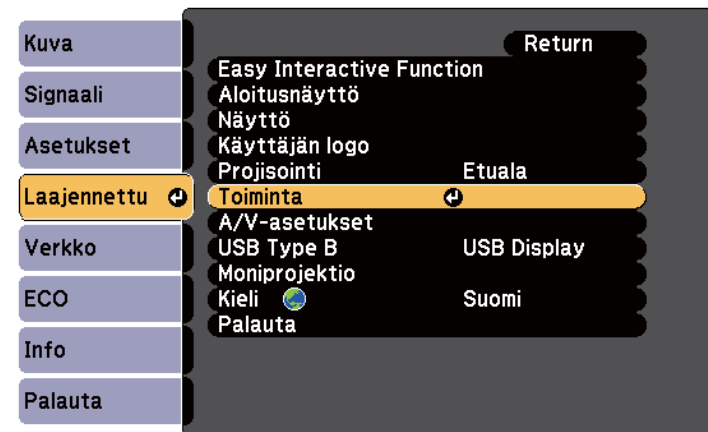 Kuva
Signaali
Asetukset
Laajennettu
Verkko
ECO
Info
Palauta
Return
Easy Interactive Function
Aloitusnäyttö
Näyttö
Käyttäjän logo
Projisointi Etuala
Toiminta
A/V-asetukset
USB Type B USB Display
Moniprojektio
Kieli Suomi
Palauta